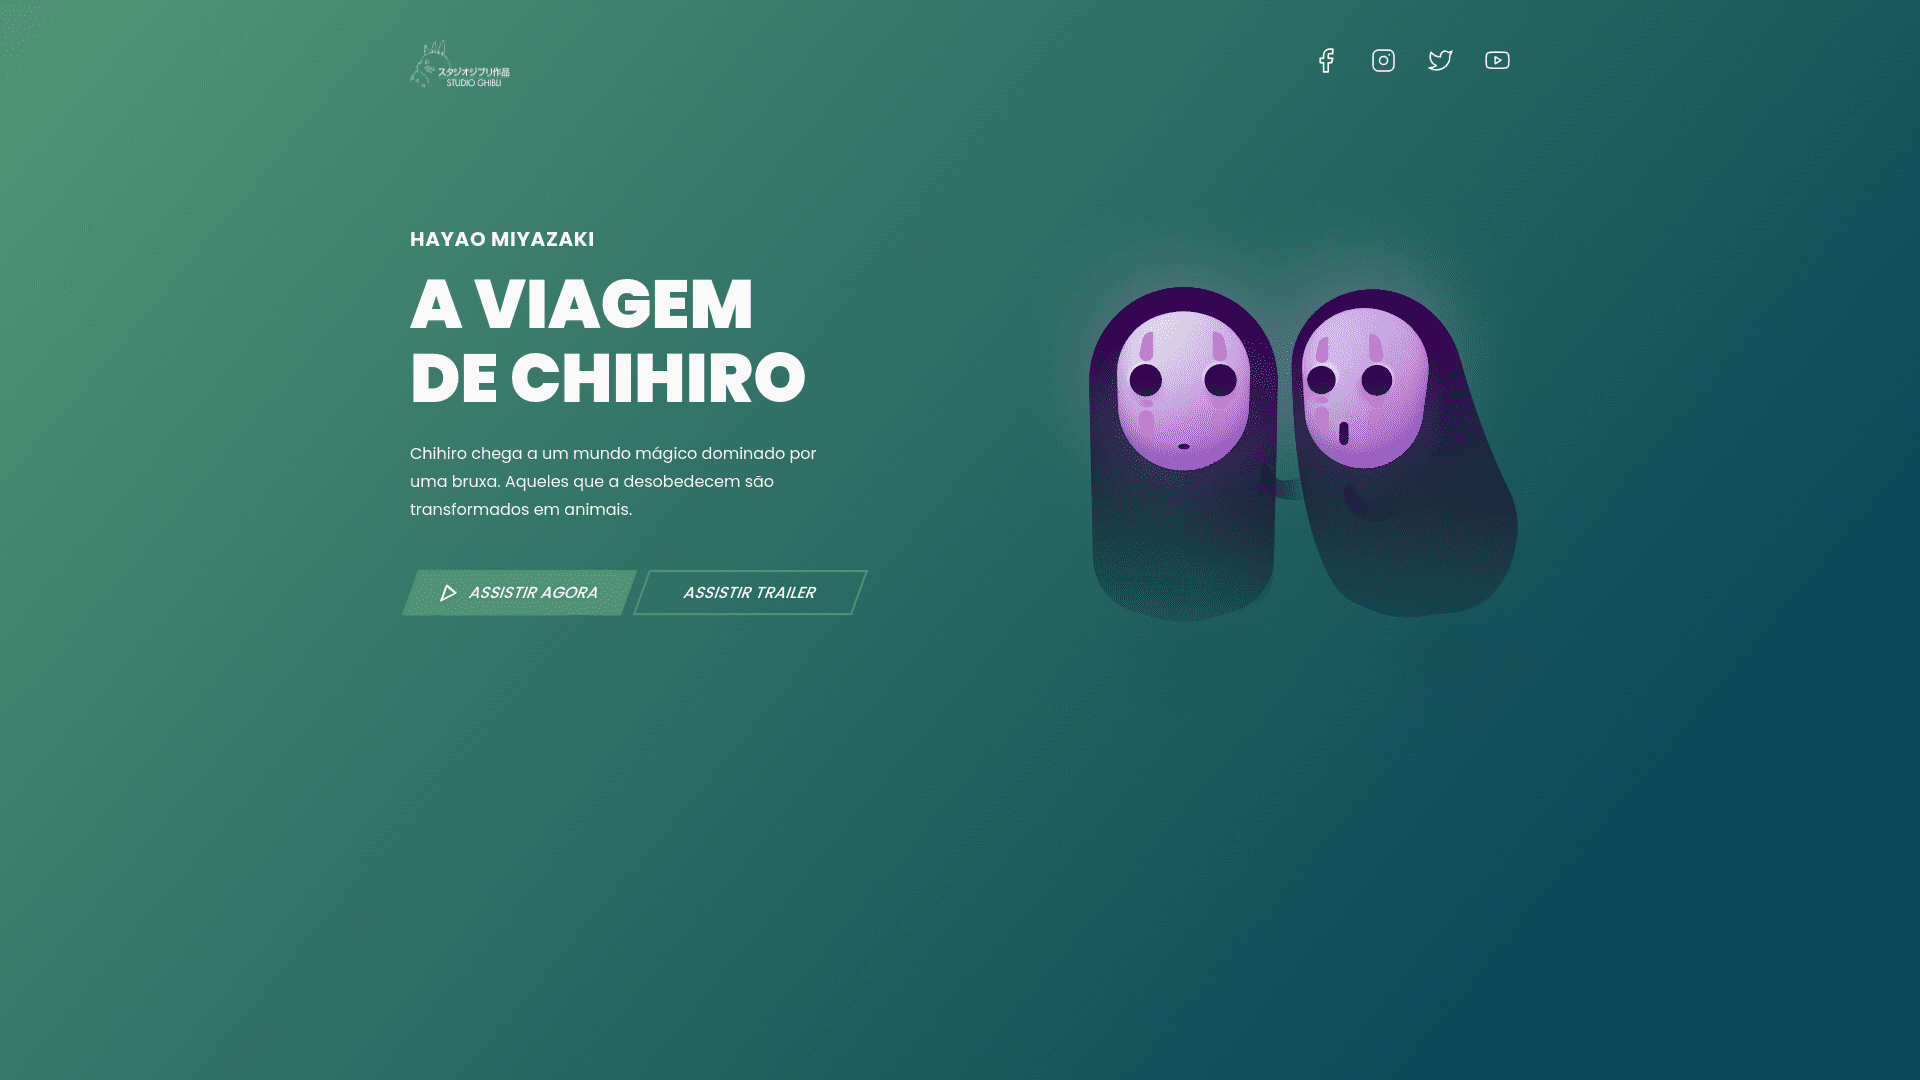 スタジオジブリ作品
STUDIO GHIBLI
HAYAO MIYAZAKI
A VIAGEM
DE CHIHIRO
Chihiro chega a um mundo mágico dominado por
uma bruxa. Aqueles que a desobedecem são
transformados em animais.
ASSISTIR AGORA
ASSISTIR TRAILER